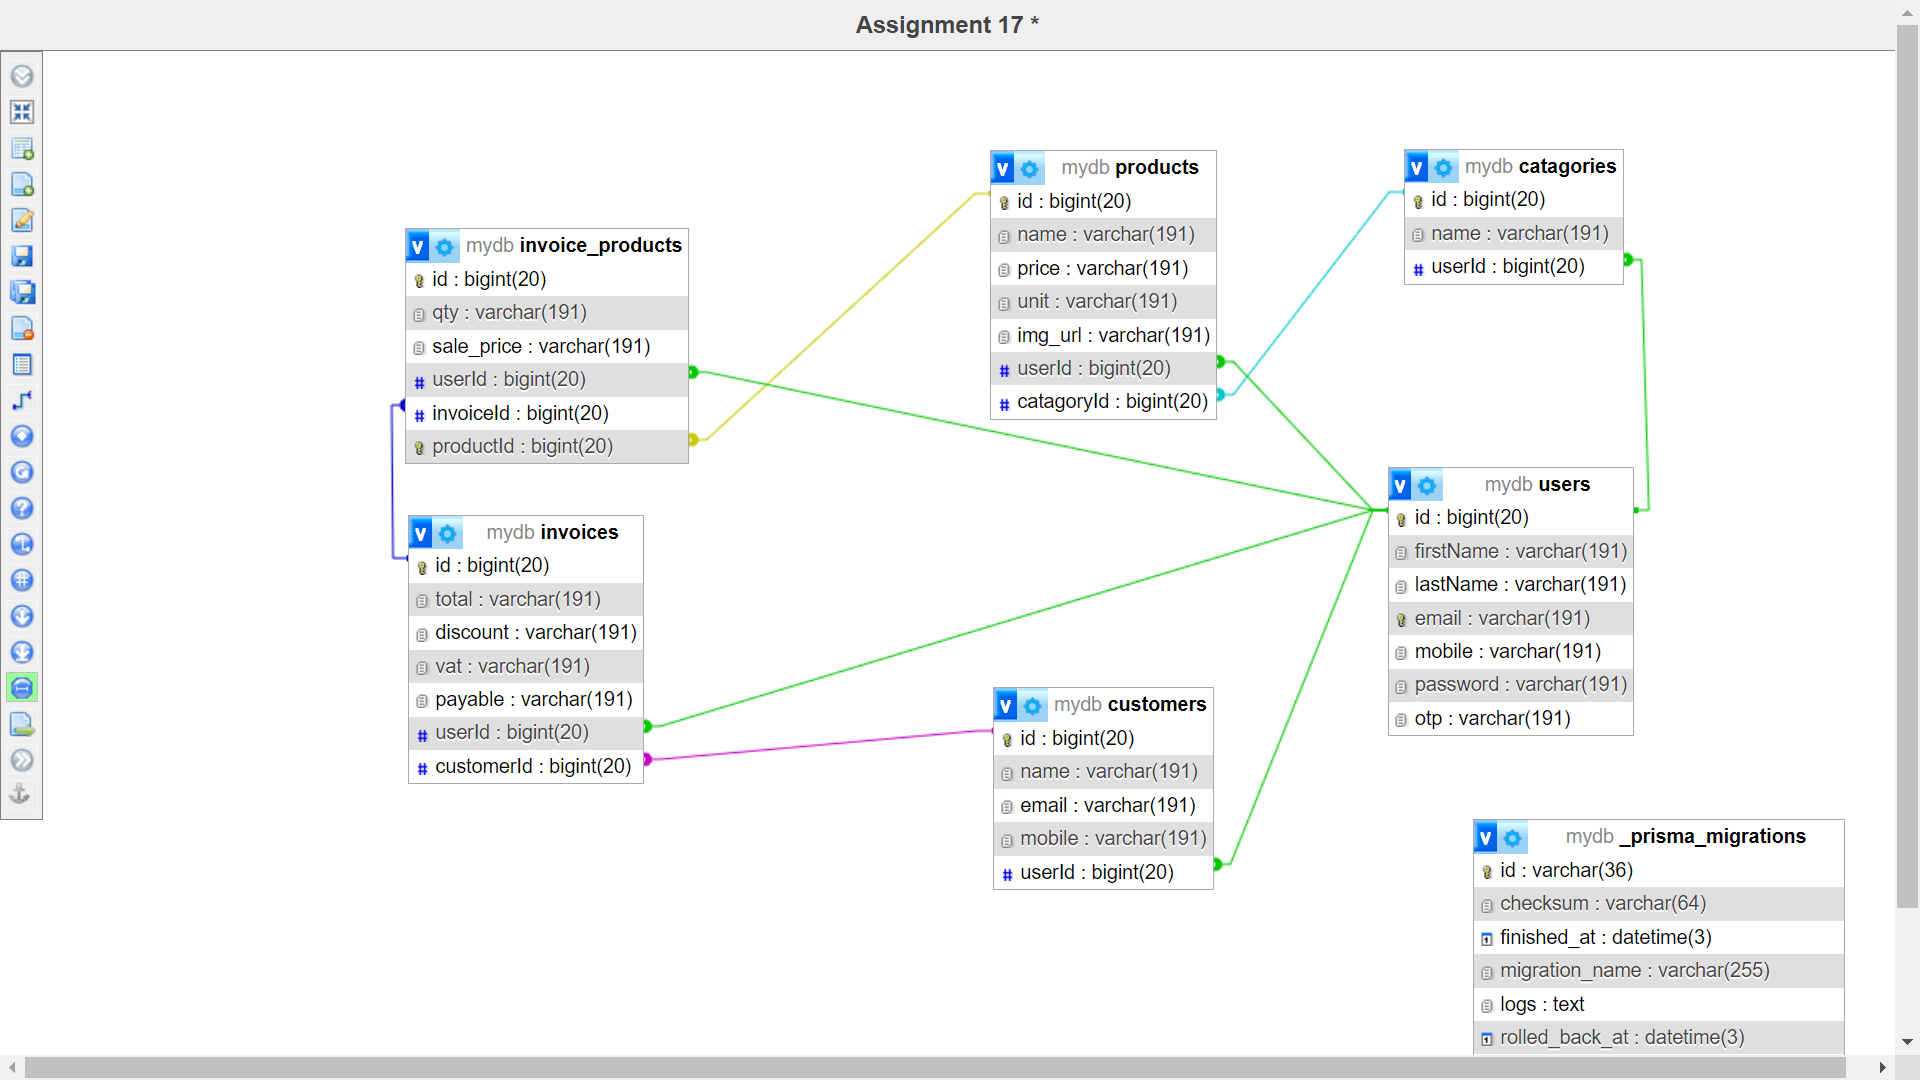 Assignment 17 *
mydb invoice_products
id : bigint(20)
qty : varchar(191)
sale_price : varchar(191)
userId : bigint(20)
invoiceId : bigint(20)
productId : bigint(20)
mydb invoices
id : bigint(20)
total : varchar(191)
discount : varchar(191)
vat : varchar(191)
payable : varchar(191)
userId : bigint(20)
customerId : bigint(20)
mydb products
id : bigint(20)
name : varchar(191)
price : varchar(191)
unit : varchar(191)
img_url : varchar(191)
userId : bigint(20)
catagoryId : bigint(20)
mydb customers
id : bigint(20)
name : varchar(191)
email : varchar(191)
mobile : varchar(191)
userId : bigint(20)
mydb catagories
id : bigint(20)
name : varchar(191)
userId : bigint(20)
mydb users
id : bigint(20)
firstName : varchar(191)
lastName : varchar(191)
email : varchar(191)
mobile : varchar(191)
password : varchar(191)
otp : varchar(191)
mydb _prisma_migrations
id : varchar(36)
checksum : varchar(64)
finished_at : datetime(3)
migration_name : varchar(255)
logs : text
rolled_back_at : datetime(3)